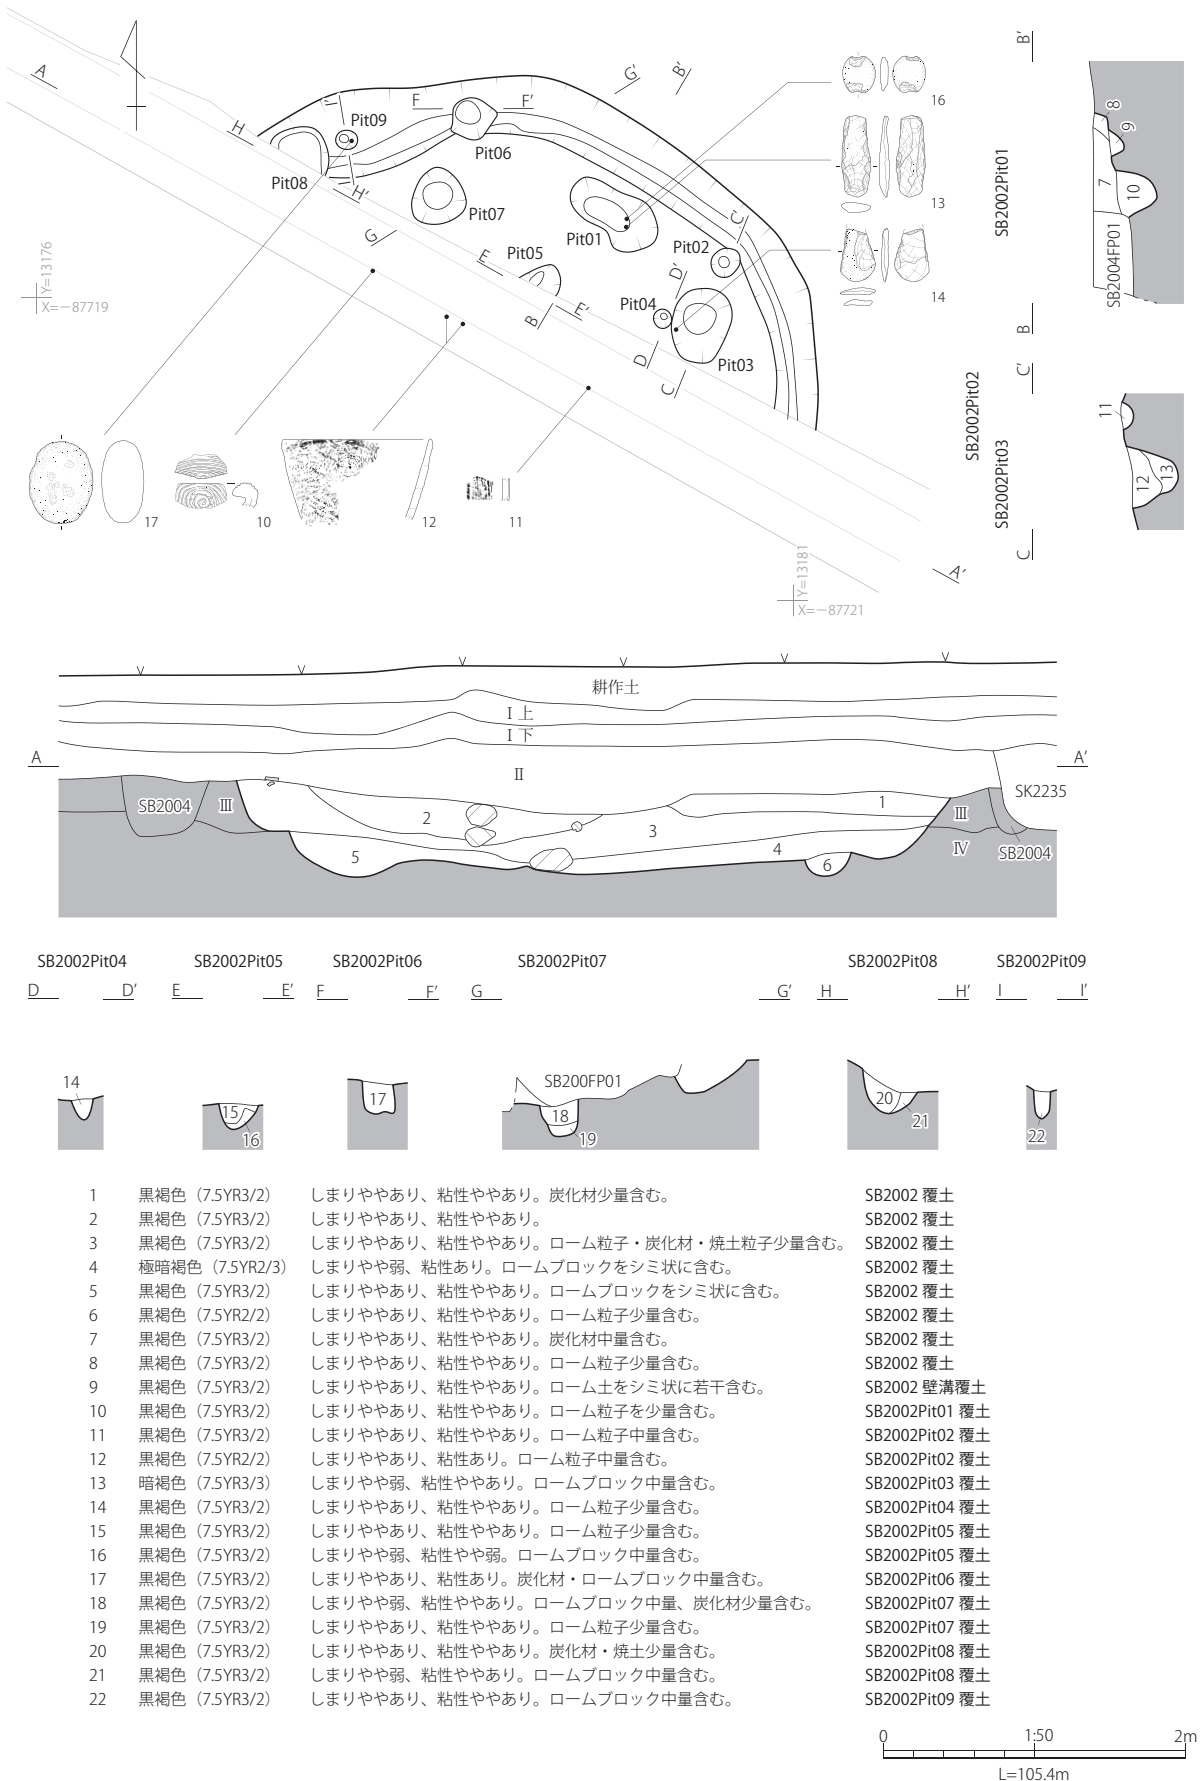 A
H
Pit09
F
F′
G′
B′
Pit06
Pit08
H′
Pit07
G
Pit01
C′
Pit02
E
Pit05
D′
Pit04
E′
B
D
C
Pit03
Y=13176
X=−87719
16
13
14
17
10
12
11
A′
Y=13181
X=−87721
B′
SB2002Pit01
8
9
7
10
SB2004FP01
B
C′
SB2002Pit02
SB2002Pit03
11
12
13
C
耕作土
Ⅰ上
Ⅰ下
A
A′
Ⅱ
SB2004
Ⅲ
SK2235
1
2
3
Ⅲ
4
Ⅳ
SB2004
5
6
SB2002Pit04 SB2002Pit05 SB2002Pit06 SB2002Pit07 SB2002Pit08 SB2002Pit09
D D′ E E′ F F′ G G′ H H′ I I′
14
SB200FP01
15
16
17
18
19
20
21
22
1 黒褐色（7.5YR3/2） しまりややあり、粘性ややあり。炭化材少量含む。 SB2002 覆土
2 黒褐色（7.5YR3/2） しまりややあり、粘性ややあり。 SB2002 覆土
3 黒褐色（7.5YR3/2） しまりややあり、粘性ややあり。ローム粒子・炭化材・焼土粒子少量含む。 SB2002 覆土
4 極暗褐色（7.5YR2/3） しまりやや弱、粘性あり。ロームブロックをシミ状に含む。 SB2002 覆土
5 黒褐色（7.5YR3/2） しまりややあり、粘性ややあり。ロームブロックをシミ状に含む。 SB2002 覆土
6 黒褐色（7.5YR2/2） しまりややあり、粘性ややあり。ローム粒子少量含む。 SB2002 覆土
7 黒褐色（7.5YR3/2） しまりややあり、粘性ややあり。炭化材中量含む。 SB2002 覆土
8 黒褐色（7.5YR3/2） しまりややあり、粘性ややあり。ローム粒子少量含む。 SB2002 覆土
9 黒褐色（7.5YR3/2） しまりややあり、粘性ややあり。ローム土をシミ状に若干含む。 SB2002 壁溝覆土
10 黒褐色（7.5YR3/2） しまりややあり、粘性ややあり。ローム粒子を少量含む。 SB2002Pit01 覆土
11 黒褐色（7.5YR3/2） しまりややあり、粘性ややあり。ローム粒子中量含む。 SB2002Pit02 覆土
12 黒褐色（7.5YR2/2） しまりややあり、粘性あり。ローム粒子中量含む。 SB2002Pit02 覆土
13 暗褐色（7.5YR3/3） しまりやや弱、粘性ややあり。ロームブロック中量含む。 SB2002Pit03 覆土
14 黒褐色（7.5YR3/2） しまりややあり、粘性ややあり。ローム粒子少量含む。 SB2002Pit04 覆土
15 黒褐色（7.5YR3/2） しまりややあり、粘性ややあり。ローム粒子少量含む。 SB2002Pit05 覆土
16 黒褐色（7.5YR3/2） しまりやや弱、粘性やや弱。ロームブロック中量含む。 SB2002Pit05 覆土
17 黒褐色（7.5YR3/2） しまりややあり、粘性あり。炭化材・ロームブロック中量含む。 SB2002Pit06 覆土
18 黒褐色（7.5YR3/2） しまりやや弱、粘性ややあり。ロームブロック中量、炭化材少量含む。 SB2002Pit07 覆土
19 黒褐色（7.5YR3/2） しまりややあり、粘性ややあり。ローム粒子少量含む。 SB2002Pit07 覆土
20 黒褐色（7.5YR3/2） しまりややあり、粘性ややあり。炭化材・焼土少量含む。 SB2002Pit08 覆土
21 黒褐色（7.5YR3/2） しまりやや弱、粘性ややあり。ロームブロック中量含む。 SB2002Pit08 覆土
22 黒褐色（7.5YR3/2） しまりややあり、粘性ややあり。ロームブロック中量含む。 SB2002Pit09 覆土
0 1:50 2m
L=105.4m